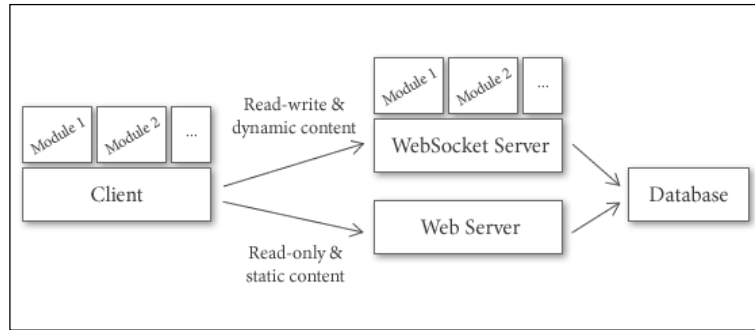 Module 1
Module 2
...
Client
Read-write &
dynamic content
Read-only &
static content
Module 1
Module 2
...
WebSocket Server
Web Server
Database